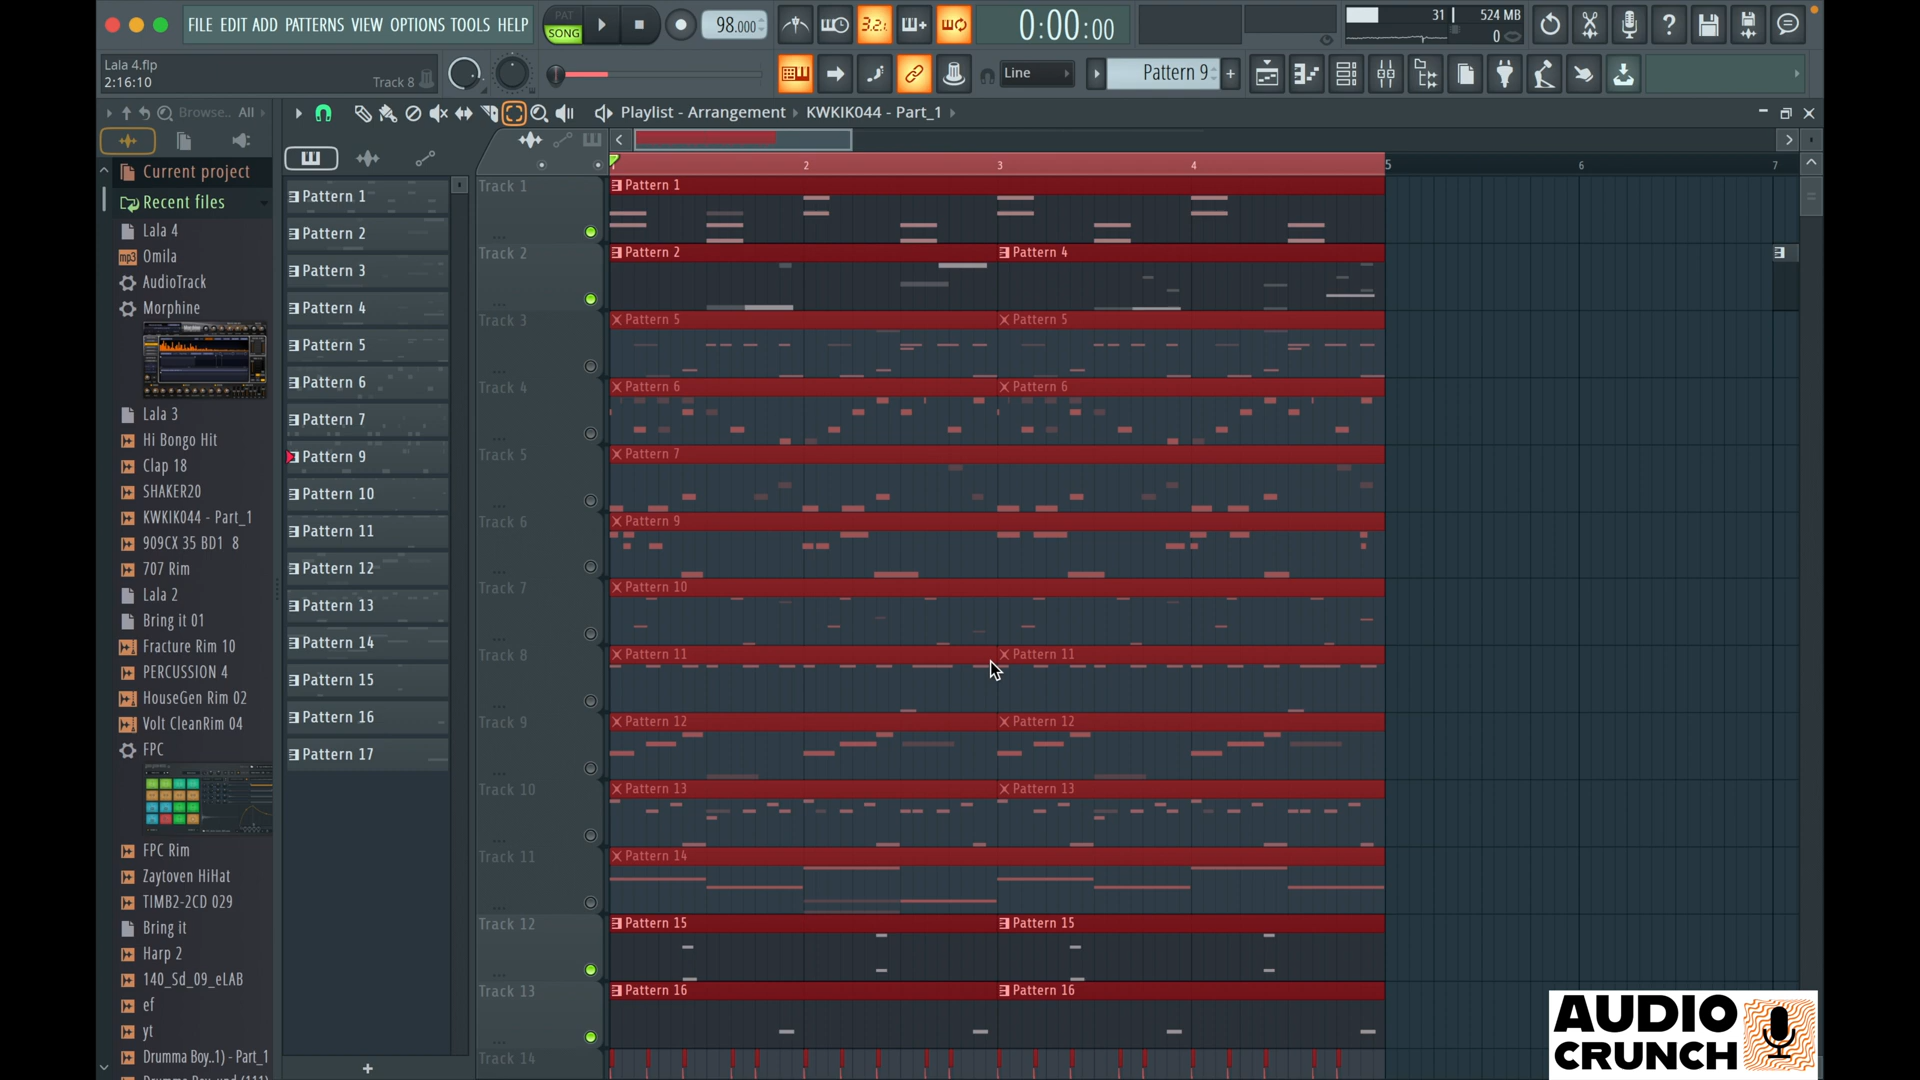 FILE EDIT ADD PATTERNS VIEW OPTIONS TOOLS HELP
PAT
SONG
98.000
3.2.
0:00:00
31
524 MB
0
Lala 4.flp
2:16:10
Track 8
Line
Pattern 9
+
Browse.. All
Playlist - Arrangement
KWKIK044 - Part_1
2
3
4
5
6
7
Current project
Recent files
Lala 4
Omila
AudioTrack
Morphine
Lala 3
Hi Bongo Hit
Clap 18
SHAKER20
KWKIK044 - Part_1
909CX 35 BD1 8
707 Rim
Lala 2
Bring it 01
Fracture Rim 10
PERCUSSION 4
HouseGen Rim 02
Volt CleanRim 04
FPC
FPC Rim
Zaytoven HiHat
TIMB2-2CD 029
Bring it
Harp 2
140_Sd_09_eLAB
ef
yt
Drumma Boy..1) - Part_1
Pattern 1
Pattern 2
Pattern 3
Pattern 4
Pattern 5
Pattern 6
Pattern 7
Pattern 9
Pattern 10
Pattern 11
Pattern 12
Pattern 13
Pattern 14
Pattern 15
Pattern 16
Pattern 17
+
Track 1
Pattern 1
Track 2
Pattern 2
Pattern 4
Track 3
Pattern 5
Pattern 5
Track 4
Pattern 6
Pattern 6
Track 5
Pattern 7
Track 6
Pattern 9
Track 7
Pattern 10
Track 8
Pattern 11
Pattern 11
Track 9
Pattern 12
Pattern 12
Track 10
Pattern 13
Pattern 13
Track 11
Pattern 14
Track 12
Pattern 15
Pattern 15
Track 13
Pattern 16
Pattern 16
Track 14
AUDIO
CRUNCH